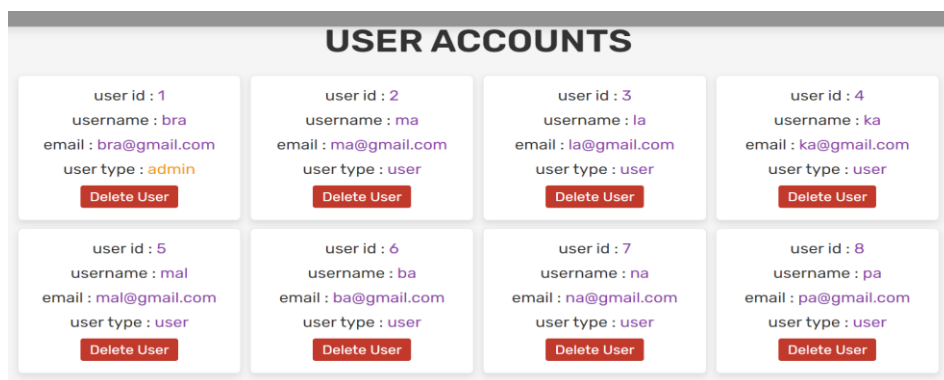 USER ACCOUNTS
user id : 1
username : bra
email : bra@gmail.com
user type : admin
Delete User
user id : 2
username : ma
email : ma@gmail.com
user type : user
Delete User
user id : 3
username : la
email : la@gmail.com
user type : user
Delete User
user id : 4
username : ka
email : ka@gmail.com
user type : user
Delete User
user id : 5
username : mal
email : mal@gmail.com
user type : user
Delete User
user id : 6
username : ba
email : ba@gmail.com
user type : user
Delete User
user id : 7
username : na
email : na@gmail.com
user type : user
Delete User
user id : 8
username : pa
email : pa@gmail.com
user type : user
Delete User